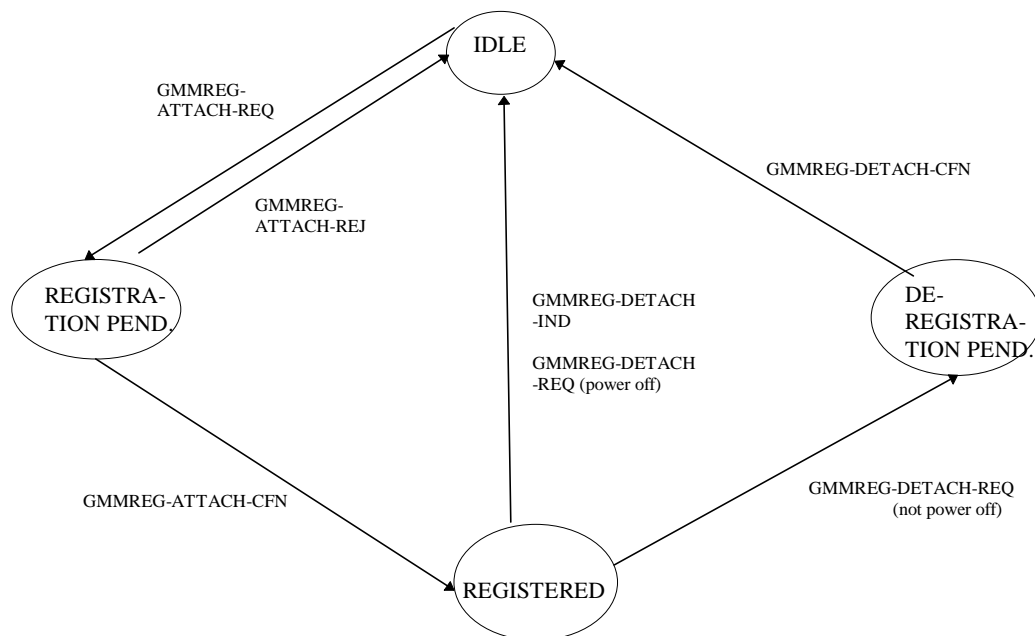 IDLE
GMMREG-
ATTACH-REQ
GMMREG-DETACH-CFN
GMMREG-
ATTACH-REJ
REGISTRA-
TION PEND.
GMMREG-DETACH
-IND
DE-
REGISTRA-
TION PEND.
GMMREG-DETACH
-REQ (power off)
GMMREG-ATTACH-CFN
GMMREG-DETACH-REQ
(not power off)
REGISTERED